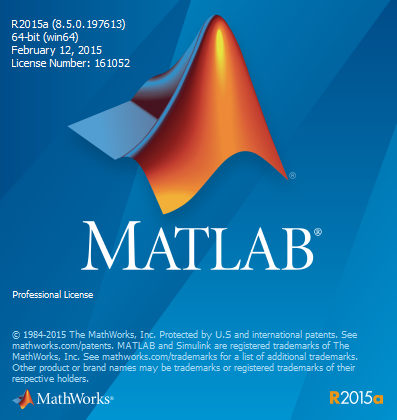 R2015a (8.5.0.197613)
64-bit (win64)
February 12, 2015
License Number: 161052
®
MATLAB®
Professional License
© 1984-2015 The MathWorks, Inc. Protected by U.S and international patents. See
mathworks.com/patents. MATLAB and Simulink are registered trademarks of The
MathWorks, Inc. See mathworks.com/trademarks for a list of additional trademarks.
Other product or brand names may be trademarks or registered trademarks of their
respective holders.
MathWorks®
R2015a